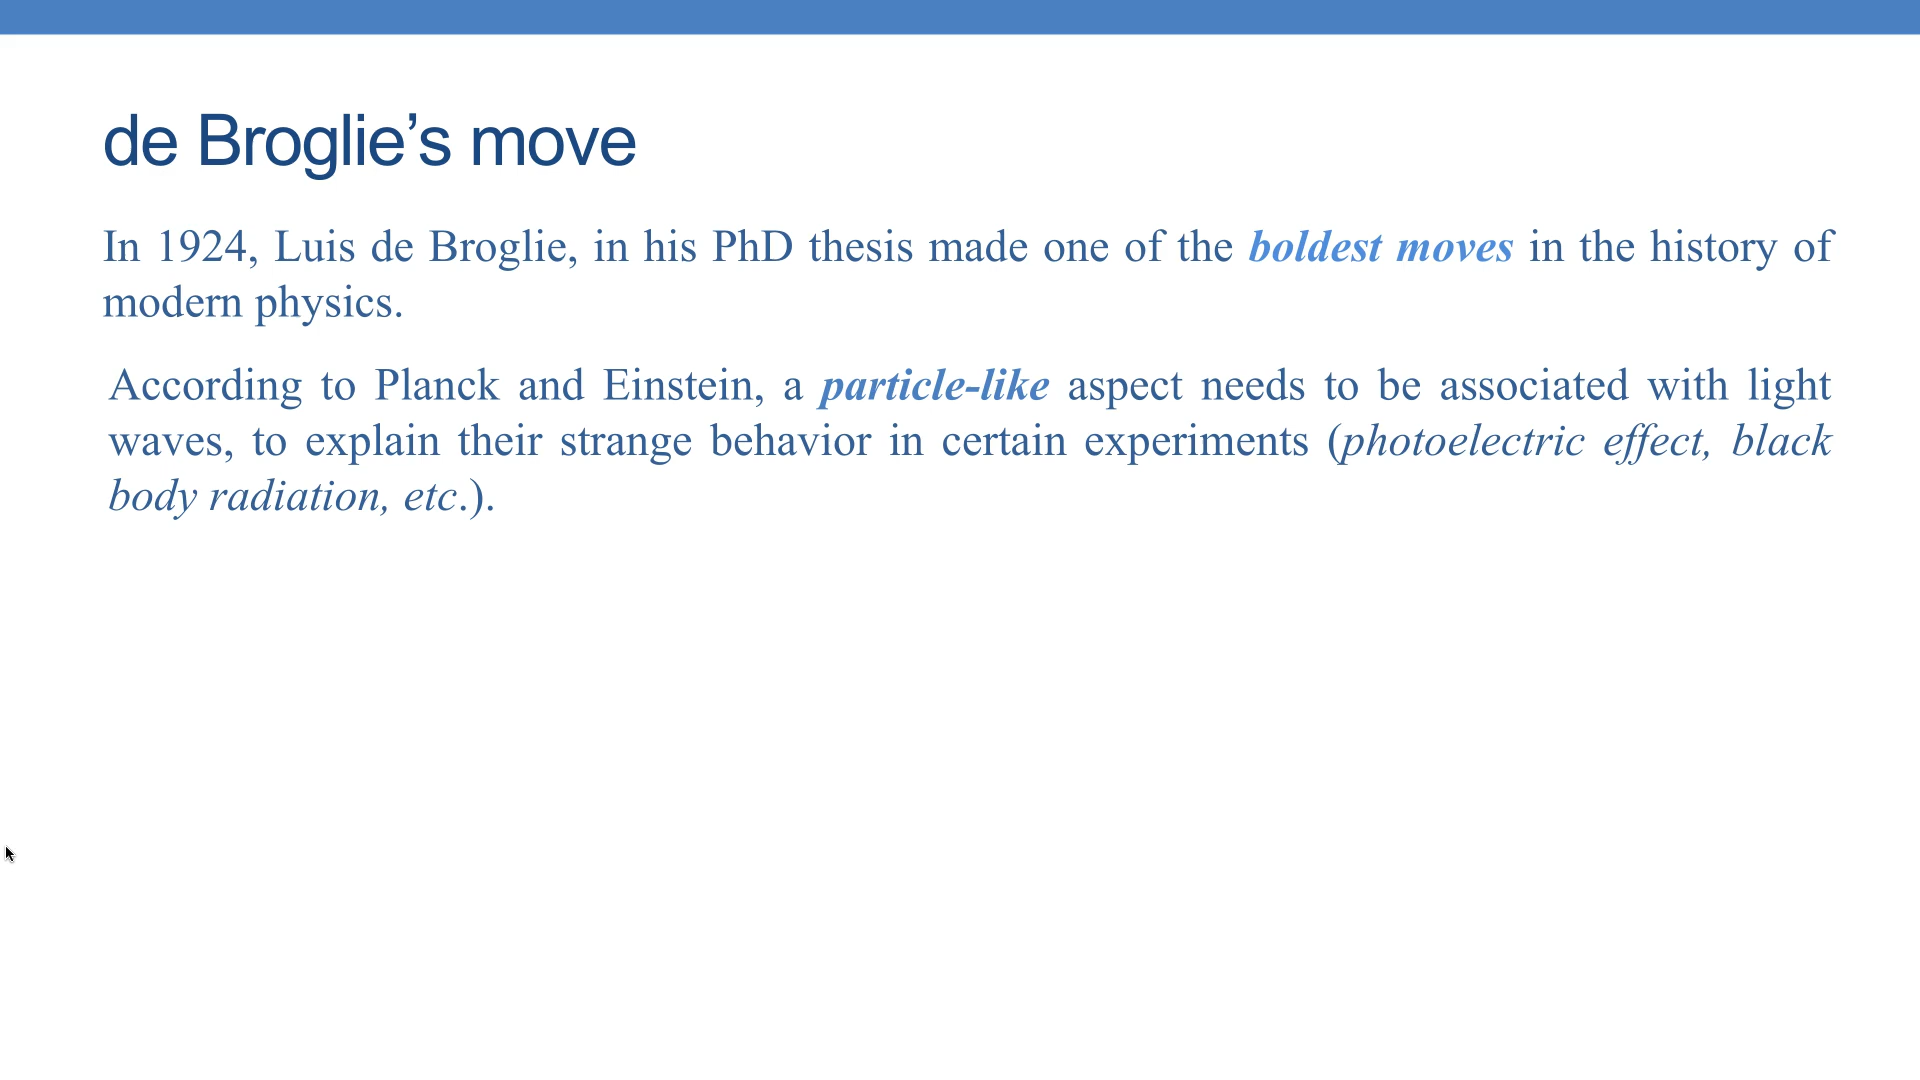 de Broglie’s move
In 1924, Luis de Broglie, in his PhD thesis made one of the boldest moves in the history of
modern physics.
According to Planck and Einstein, a particle-like aspect needs to be associated with light
waves, to explain their strange behavior in certain experiments (photoelectric effect, black
body radiation, etc.).